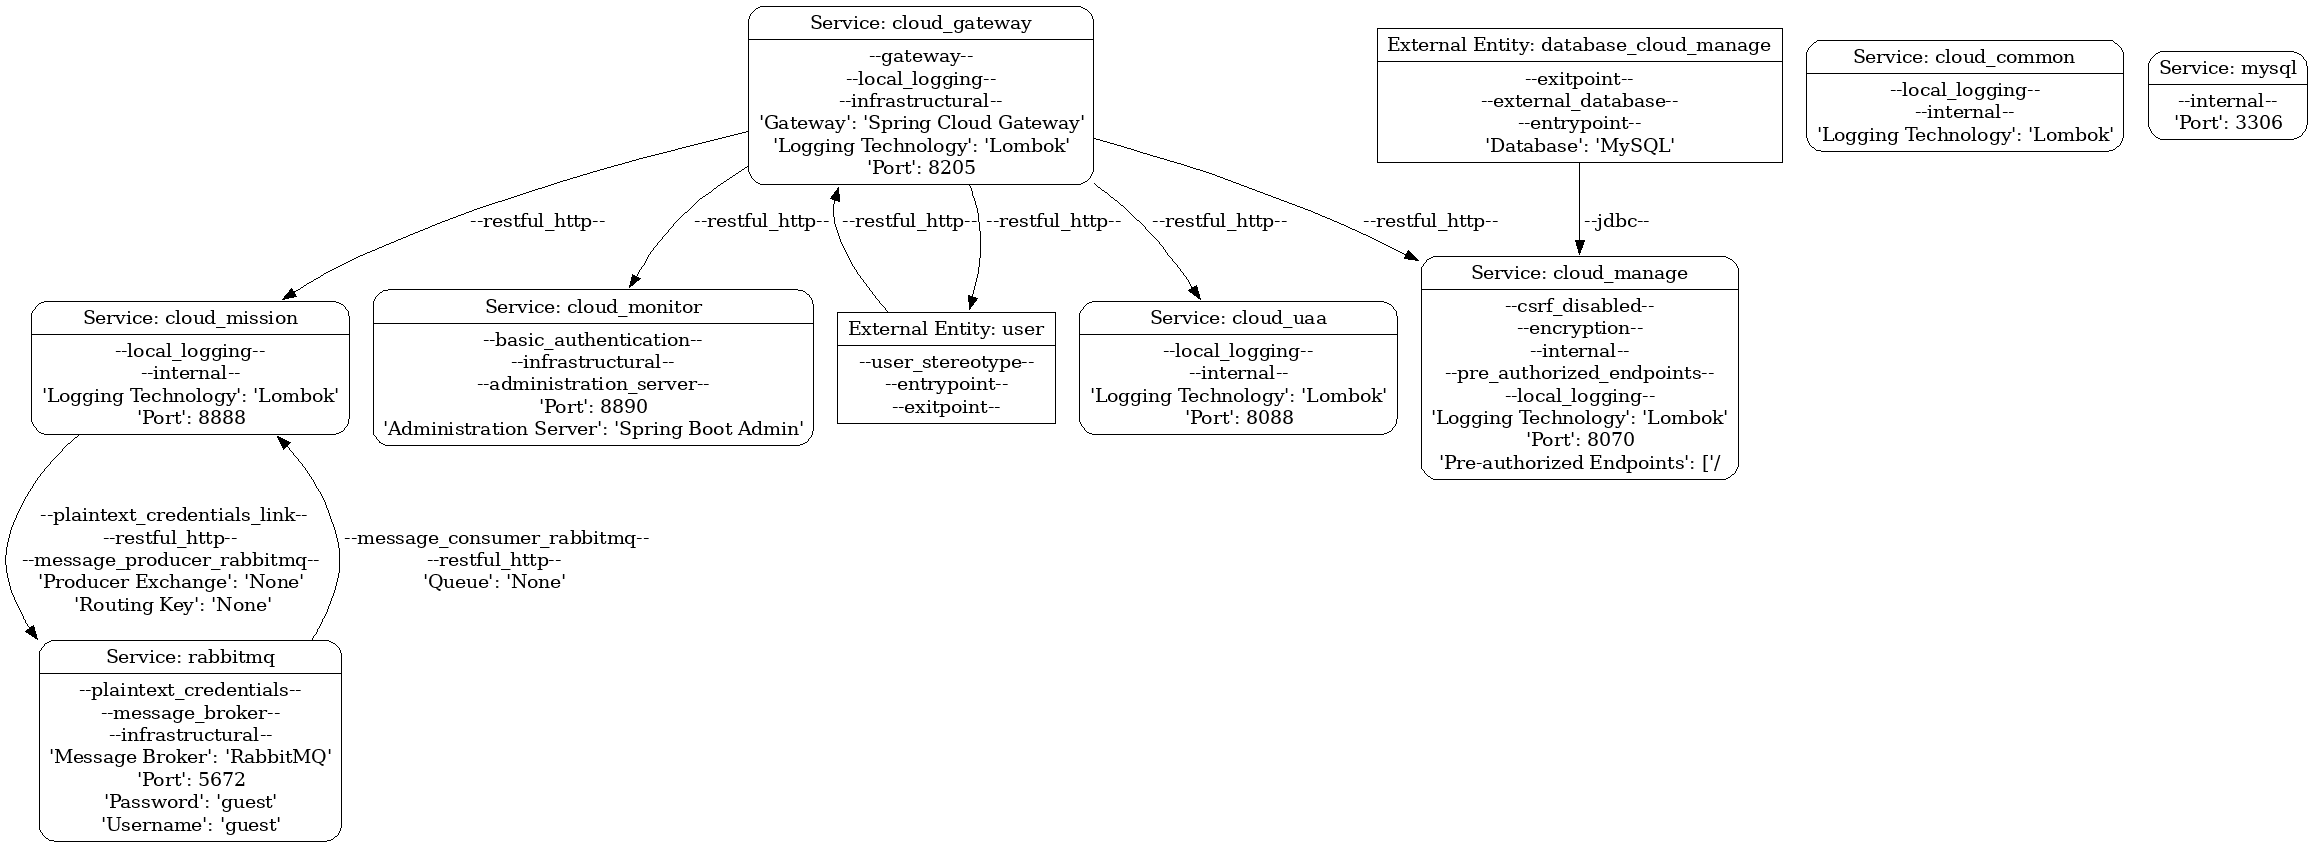 Service: cloud_gateway
--gateway--
--local_logging--
--infrastructural--
'Gateway': 'Spring Cloud Gateway'
'Logging Technology': 'Lombok'
'Port': 8205
External Entity: database_cloud_manage
--exitpoint--
--external_database--
--entrypoint--
'Database': 'MySQL'
Service: cloud_common
--local_logging--
--internal--
'Logging Technology': 'Lombok'
Service: mysql
--internal--
'Port': 3306
--restful_http--
--restful_http--
--restful_http--
--restful_http--
--restful_http--
--restful_http--
--jdbc--
Service: cloud_mission
--local_logging--
--internal--
'Logging Technology': 'Lombok'
'Port': 8888
Service: cloud_monitor
--basic_authentication--
--infrastructural--
--administration_server--
'Port': 8890
'Administration Server': 'Spring Boot Admin'
External Entity: user
--user_stereotype--
--entrypoint--
--exitpoint--
Service: cloud_uaa
--local_logging--
--internal--
'Logging Technology': 'Lombok'
'Port': 8088
Service: cloud_manage
--csrf_disabled--
--encryption--
--internal--
--pre_authorized_endpoints--
--local_logging--
'Logging Technology': 'Lombok'
'Port': 8070
'Pre-authorized Endpoints': ['/
--plaintext_credentials_link--
--restful_http--
--message_producer_rabbitmq--
'Producer Exchange': 'None'
'Routing Key': 'None'
--message_consumer_rabbitmq--
--restful_http--
'Queue': 'None'
Service: rabbitmq
--plaintext_credentials--
--message_broker--
--infrastructural--
'Message Broker': 'RabbitMQ'
'Port': 5672
'Password': 'guest'
'Username': 'guest'